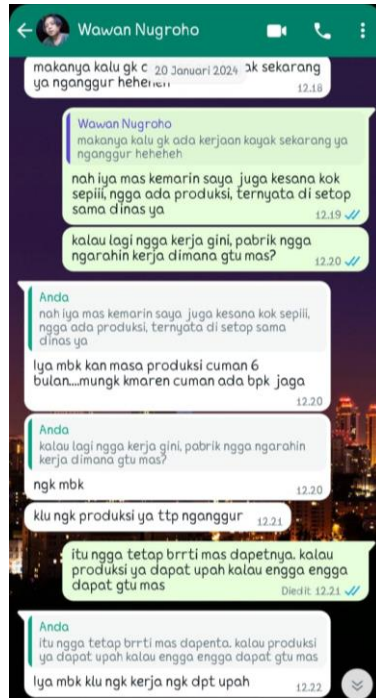 Wawan Nugroho
makanya kalu gk
20 Januari 2024
sekarang
ya nganggur
12.18
Wawan Nugroho
makanya kalu gk ada kerjaan kayak sekarang ya
nganggur heheheh
nah iya mas kemarin saya juga kesana kok
sepiii, ngga ada produksi, ternyata di setop
sama dinas ya
12.19
kalau lagi ngga kerja gini, pabrik ngga
ngarahin kerja dimana gtu mas?
12.20
Anda
nah iya mas kemarin saya juga kesana kok sepiii,
ngga ada produksi, ternyata di setop sama
dinas ya
Iya mbk kan masa produksi cuman 6
bulan....mungk kmaren cuman ada bpk jaga
12.20
Anda
kalau lagi ngga kerja gini, pabrik ngga ngarahin
kerja dimana gtu mas?
ngk mbk
12.20
klu ngk produksi ya ttp nganggur
12.21
itu ngga tetap brrti mas dapetnya. kalau
produksi ya dapat upah kalau engga engga
dapat gtu mas
Diedit 12.21
Anda
itu ngga tetap brrti mas dapenta. kalau produksi
ya dapat upah kalau engga engga dapat gtu mas
Iya mbk klu ngk kerja ngk dpt upah
12.22